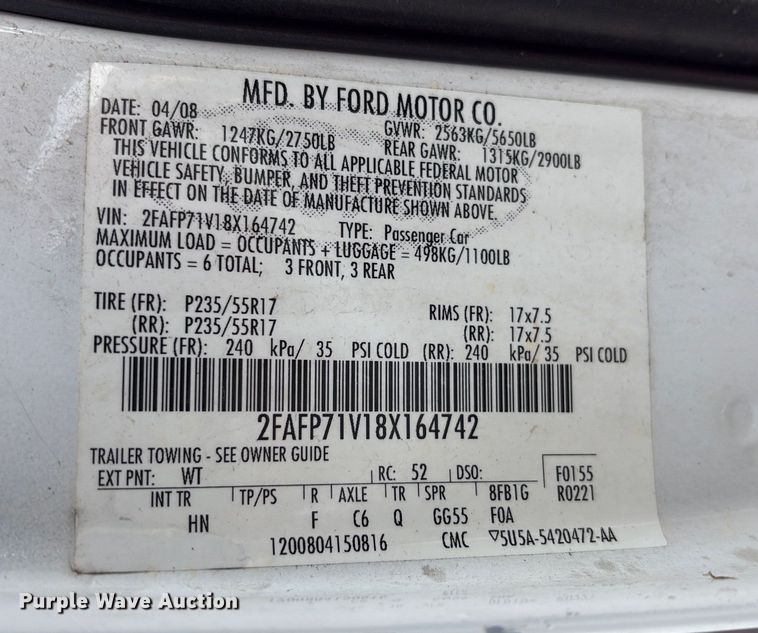 MFD. BY FORD MOTOR CO.
DATE: 04/08 GVWR: 2563KG/5650LB
FRONT GAWR: 1247KG/2750LB REAR GAWR: 1315KG/2900LB
THIS VEHICLE CONFORMS TO ALL APPLICABLE FEDERAL MOTOR
VEHICLE SAFETY, BUMPER, AND THEFT PREVENTION STANDARDS
IN EFFECT ON THE DATE OF MANUFACTURE SHOWN ABOVE.
VIN: 2FAFP71V18X164742 TYPE: Passenger Car
MAXIMUM LOAD = OCCUPANTS + LUGGAGE = 498KG/1100LB
OCCUPANTS = 6 TOTAL; 3 FRONT, 3 REAR
TIRE (FR): P235/55R17 RIMS (FR): 17x7.5
(RR): P235/55R17 (RR): 17x7.5
PRESSURE (FR): 240 kPa/ 35 PSI COLD (RR): 240 kPa/ 35 PSI COLD
2FAFP71V18X164742
TRAILER TOWING - SEE OWNER GUIDE
EXT PNT: WT RC: 52 DSO: F0155
INT TR TP/PS R AXLE TR SPR 8FB1G R0221
HN F C6 Q GG55 F0A
1200804150816 CMC ▽5U5A-5420472-AA
Purple Wave Auction